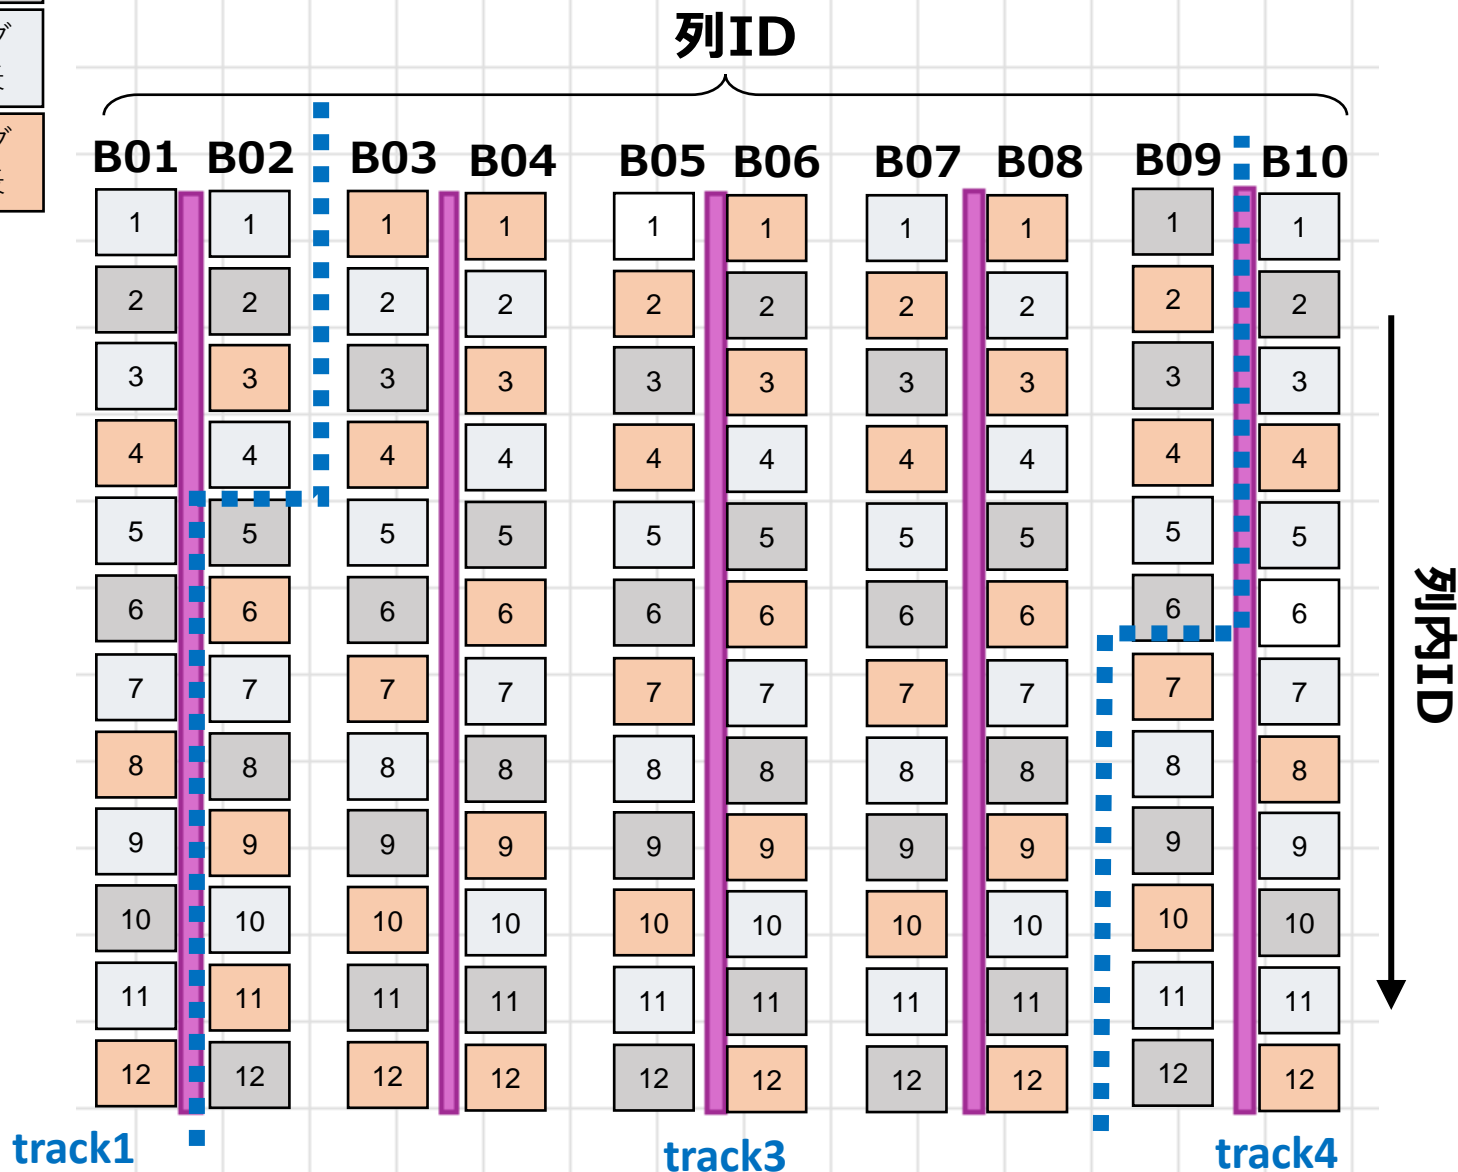 グ
長
グ
長
列ID
B01 B02 B03 B04 B05 B06 B07 B08 B09 B10
1 1 1 1 1 1 1 1 1 1
2 2 2 2 2 2 2 2 2 2
3 3 3 3 3 3 3 3 3 3
4 4 4 4 4 4 4 4 4 4
5 5 5 5 5 5 5 5 5 5
6 6 6 6 6 6 6 6 6 6
7 7 7 7 7 7 7 7 7 7
8 8 8 8 8 8 8 8 8 8
9 9 9 9 9 9 9 9 9 9
10 10 10 10 10 10 10 10 10 10
11 11 11 11 11 11 11 11 11 11
12 12 12 12 12 12 12 12 12 12
列内ID
track1 track3 track4